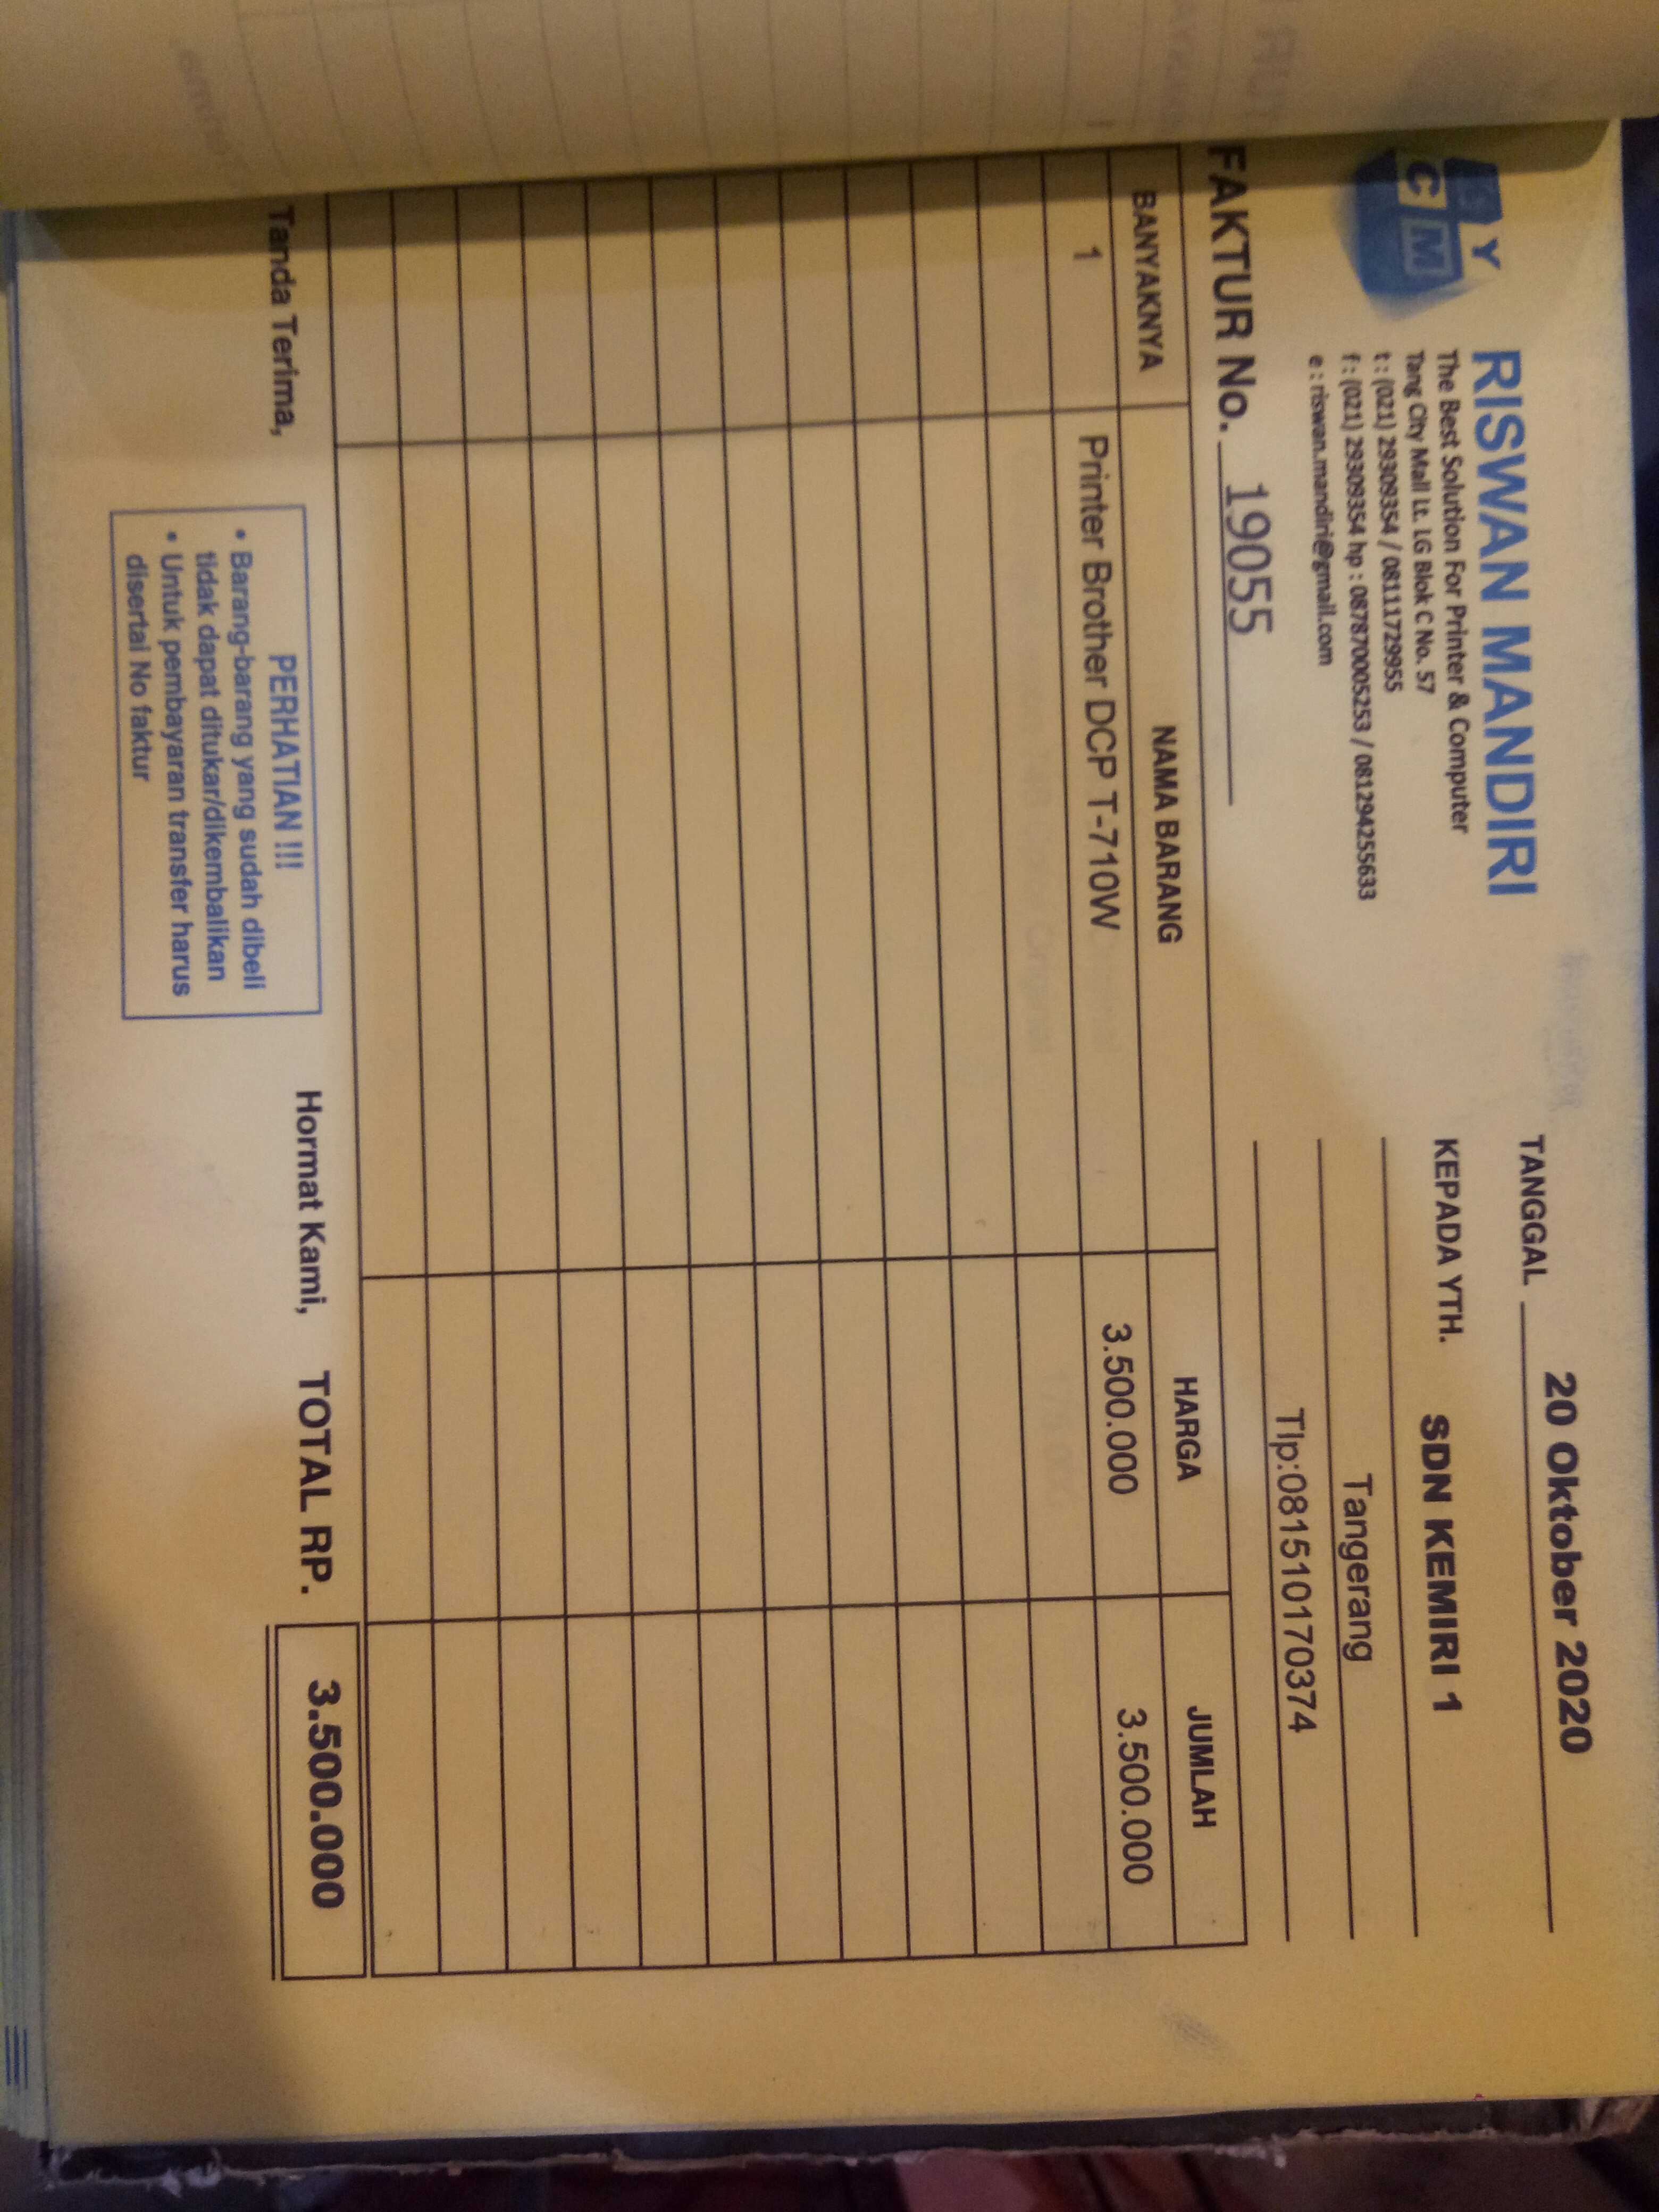 Y
C M
RISWAN MANDIRI
The Best Solution For Printer & Computer
Tang City Mall Lt. LG Blok C No. 57
t : (021) 29309354 / 08111729955
f : (021) 29309354 hp : 087870005253 / 081294255633
e : riswan.mandiri@gmail.com
TANGGAL 20 Oktober 2020
KEPADA YTH. SDN KEMIRI 1
Tangerang
Tlp:081510170374
FAKTUR No. 19055
BANYAKNYA NAMA BARANG HARGA JUMLAH
1 Printer Brother DCP T-710W 3.500.000 3.500.000
Tanda Terima, Hormat Kami, TOTAL RP. 3.500.000
PERHATIAN !!!
• Barang-barang yang sudah dibeli
tidak dapat ditukar/dikembalikan
• Untuk pembayaran transfer harus
disertai No faktur